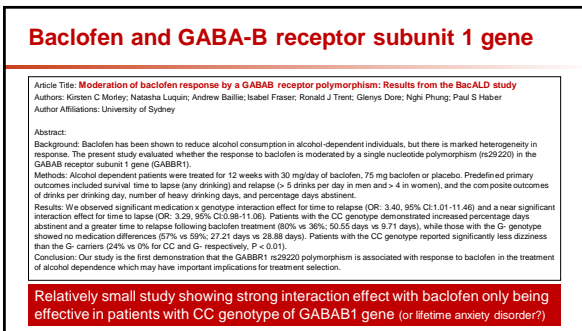 Baclofen and GABA-B receptor subunit 1 gene
Article Title: Moderation of baclofen response by a GABAB receptor polymorphism: Results from the BacALD study
Authors: Kirsten C Morley; Natasha Luquin; Andrew Baillie; Isabel Fraser; Ronald J Trent; Glenys Dore; Nghi Phung; Paul S Haber
Author Affiliations: University of Sydney
Abstract:
Background: Baclofen has been shown to reduce alcohol consumption in alcohol-dependent individuals, but there is marked heterogeneity in
response. The present study evaluated whether the response to baclofen is moderated by a single nucleotide polymorphism (rs29220) in the
GABAB receptor subunit 1 gene (GABBR1).
Methods: Alcohol dependent patients were treated for 12 weeks with 30 mg/day of baclofen, 75 mg baclofen or placebo. Predefined primary
outcomes included survival time to lapse (any drinking) and relapse (> 5 drinks per day in men and > 4 in women), and the composite outcomes
of drinks per drinking day, number of heavy drinking days, and percentage days abstinent.
Results: We observed significant medication x genotype interaction effect for time to relapse (OR: 3.40, 95% CI:1.01-11.46) and a near significant
interaction effect for time to lapse (OR: 3.29, 95% CI:0.98-11.06). Patients with the CC genotype demonstrated increased percentage days
abstinent and a greater time to relapse following baclofen treatment (80% vs 36%; 50.55 days vs 9.71 days), while those with the G- genotype
showed no medication differences (57% vs 59%; 27.21 days vs 28.88 days). Patients with the CC genotype reported significantly less dizziness
than the G- carriers (24% vs 0% for CC and G- respectively, P < 0.01).
Conclusion: Our study is the first demonstration that the GABBR1 rs29220 polymorphism is associated with response to baclofen in the treatment
of alcohol dependence which may have important implications for treatment selection.
Relatively small study showing strong interaction effect with baclofen only being
effective in patients with CC genotype of GABAB1 gene (or lifetime anxiety disorder?)